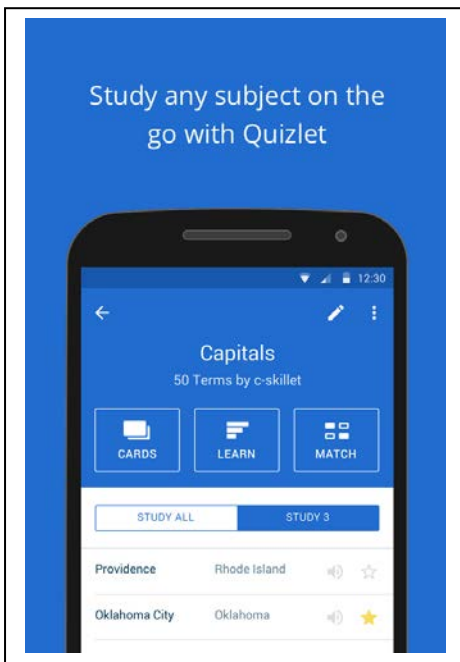 Study any subject on the
go with Quizlet
12:30
Capitals
50 Terms by c-skillet
CARDS LEARN MATCH
STUDY ALL STUDY 3
Providence Rhode Island
Oklahoma City Oklahoma